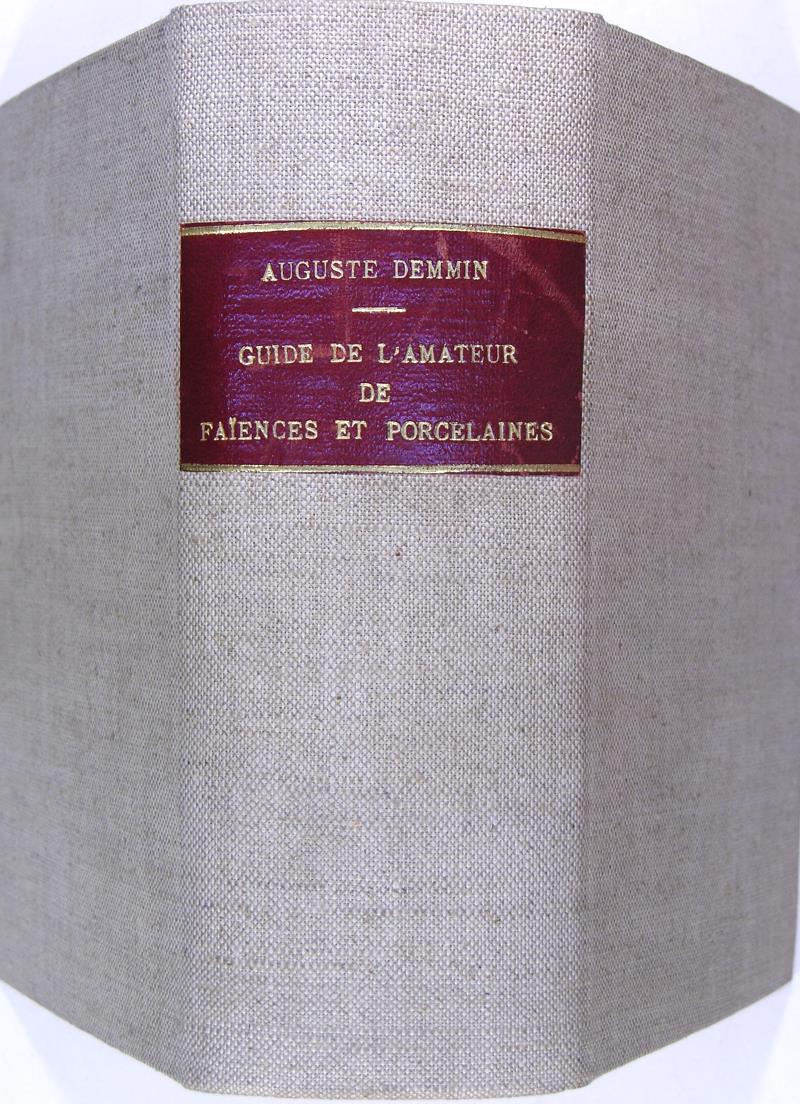 AUGUSTE DEMMIN
GUIDE DE L'AMATEUR
DE
FAÏENCES ET PORCELAINES